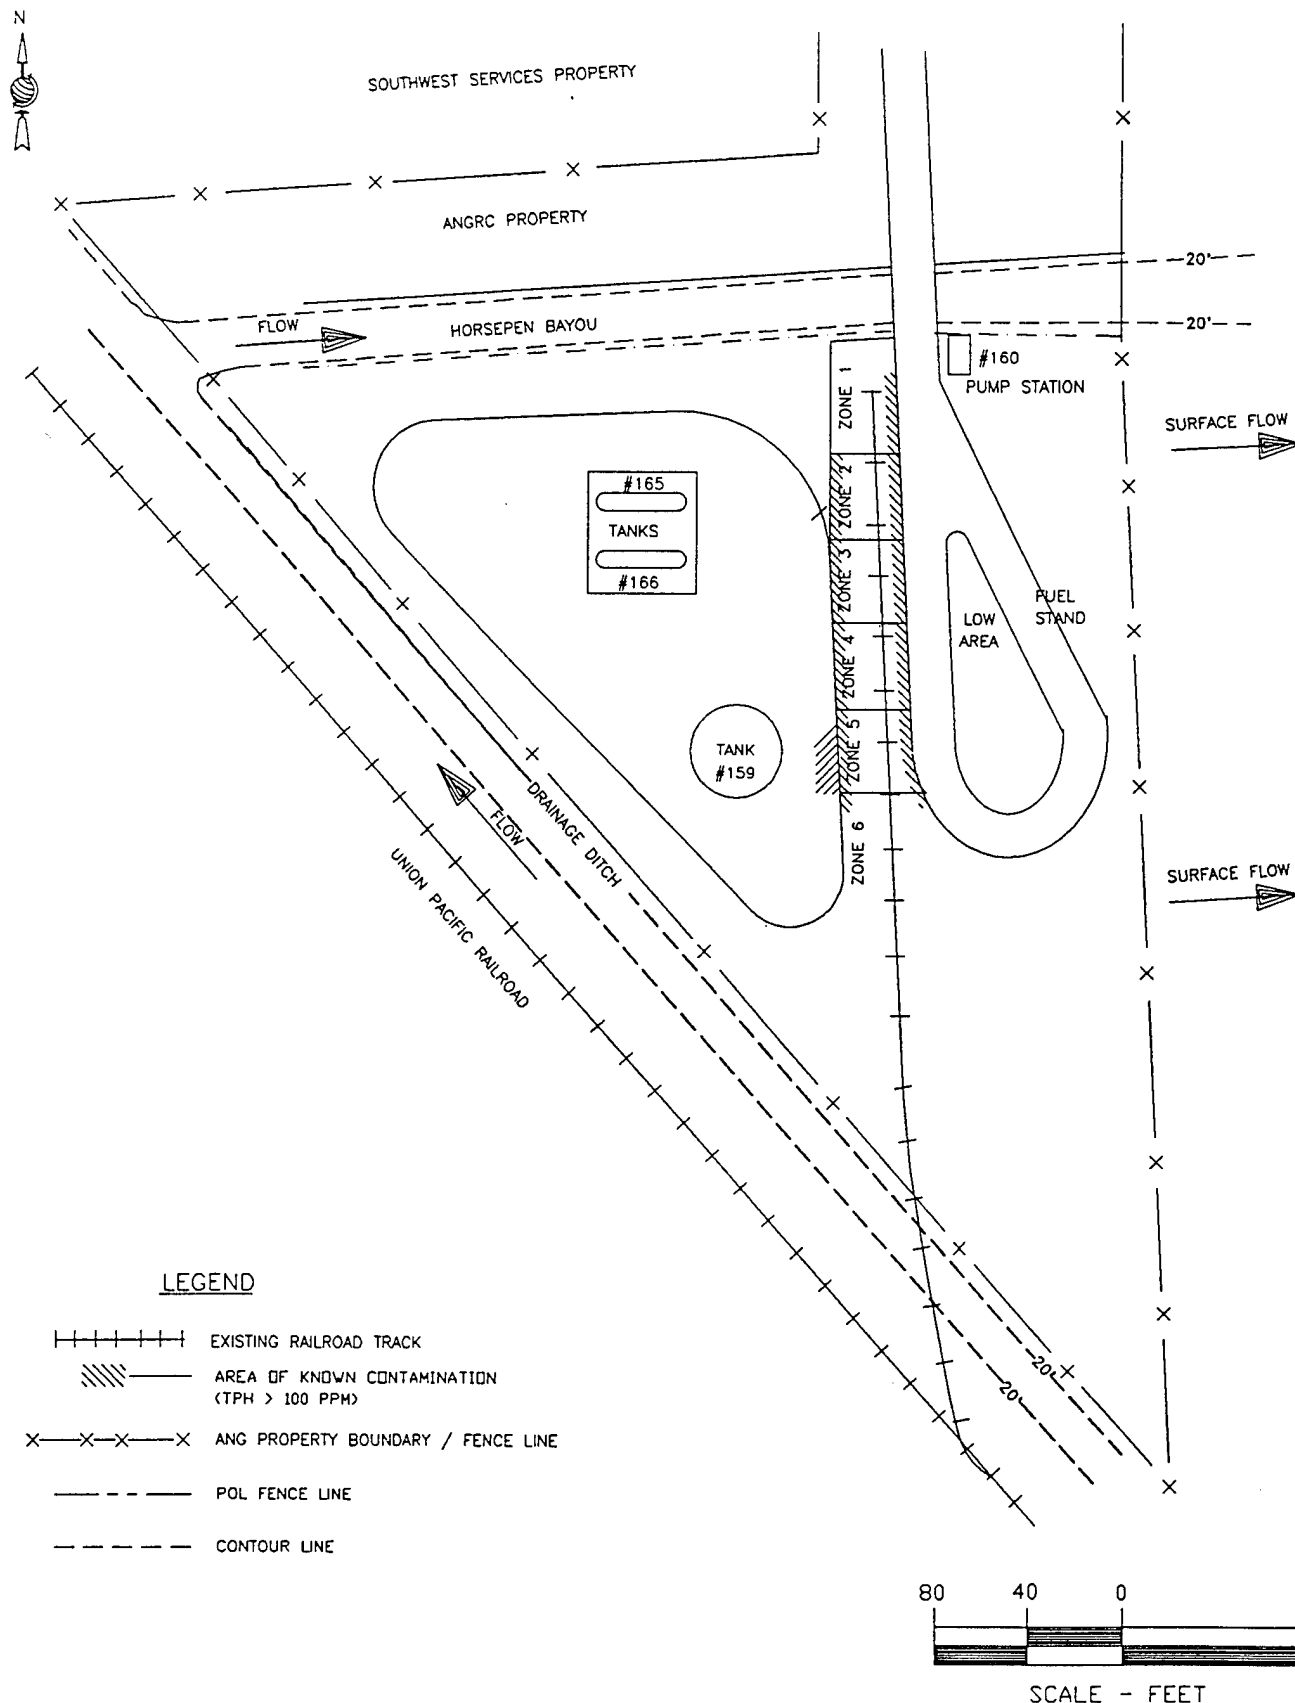 N
SOUTHWEST SERVICES PROPERTY
ANGRC PROPERTY
20'
FLOW
HORSEPEN BAYOU
20'
#160
PUMP STATION
ZONE 1
SURFACE FLOW
#165
TANKS
#166
ZONE 2
ZONE 3
FUEL
STAND
LOW
AREA
ZONE 4
ZONE 5
TANK
#159
DRAINAGE DITCH
FLOW
UNION PACIFIC RAILROAD
ZONE 6
SURFACE FLOW
20'
20'
LEGEND
EXISTING RAILROAD TRACK
AREA OF KNOWN CONTAMINATION
(TPH > 100 PPM)
ANG PROPERTY BOUNDARY / FENCE LINE
POL FENCE LINE
CONTOUR LINE
80 40 0
SCALE - FEET